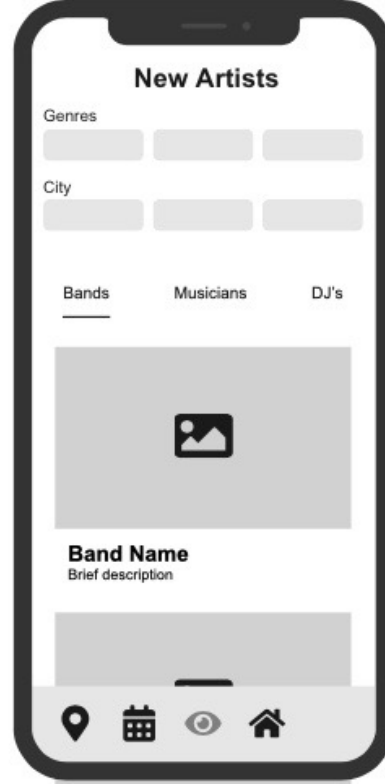 New Artists
Genres
City
Bands Musicians DJ's
Band Name
Brief description